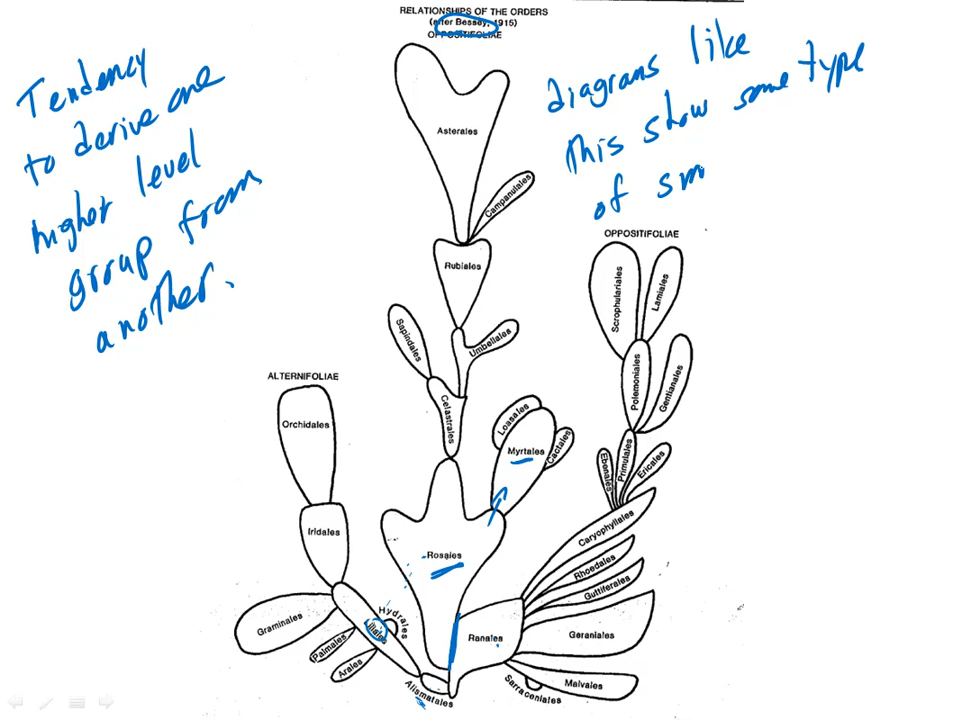 RELATIONSHIPS OF THE ORDERS
(after Bessey, 1915)
OPPOSITIFOLIAE
Tendency
to derive one
higher level
group from
another.
diagrams like
this show some type
of sm
Asterales
Campanulales
Rubiales
OPPOSITIFOLIAE
Scrophulariales
Lamiales
Sapindales
Umbellales
Polemoniales
Gentianales
ALTERNIFOLIAE
Orchidales
Celastrales
Loasales
Myrtales
Cactales
Ebenales
Primulales
Ericales
Iridales
Rosales
Caryophyllales
Rhoedales
Guttiferales
Graminales
Hydrales
Liliales
Palmales
Arales
Ranales
Geraniales
Alismatales
Sarraceniales
Malvales